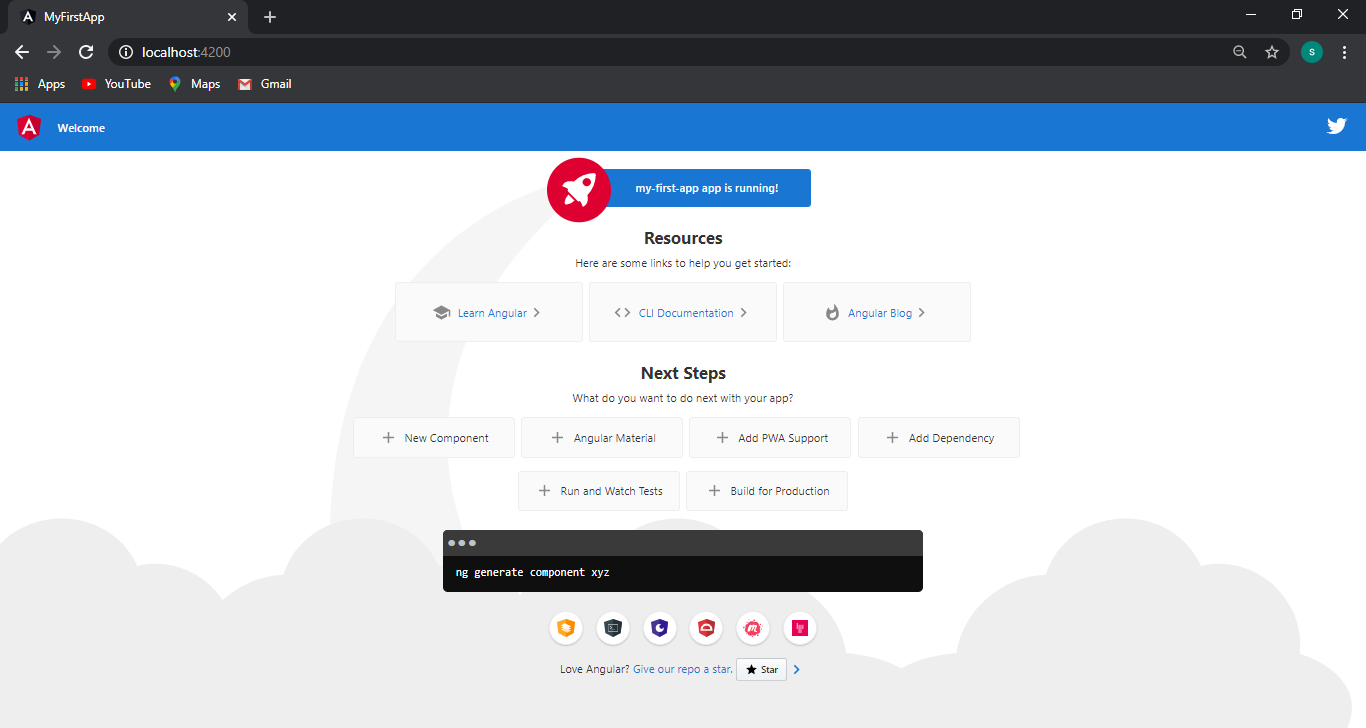 MyFirstApp
localhost:4200
S
Apps YouTube Maps Gmail
Welcome
my-first-app app is running!
Resources
Here are some links to help you get started:
Learn Angular CLI Documentation Angular Blog
Next Steps
What do you want to do next with your app?
New Component Angular Material Add PWA Support Add Dependency
Run and Watch Tests Build for Production
ng generate component xyz
Love Angular? Give our repo a star. Star